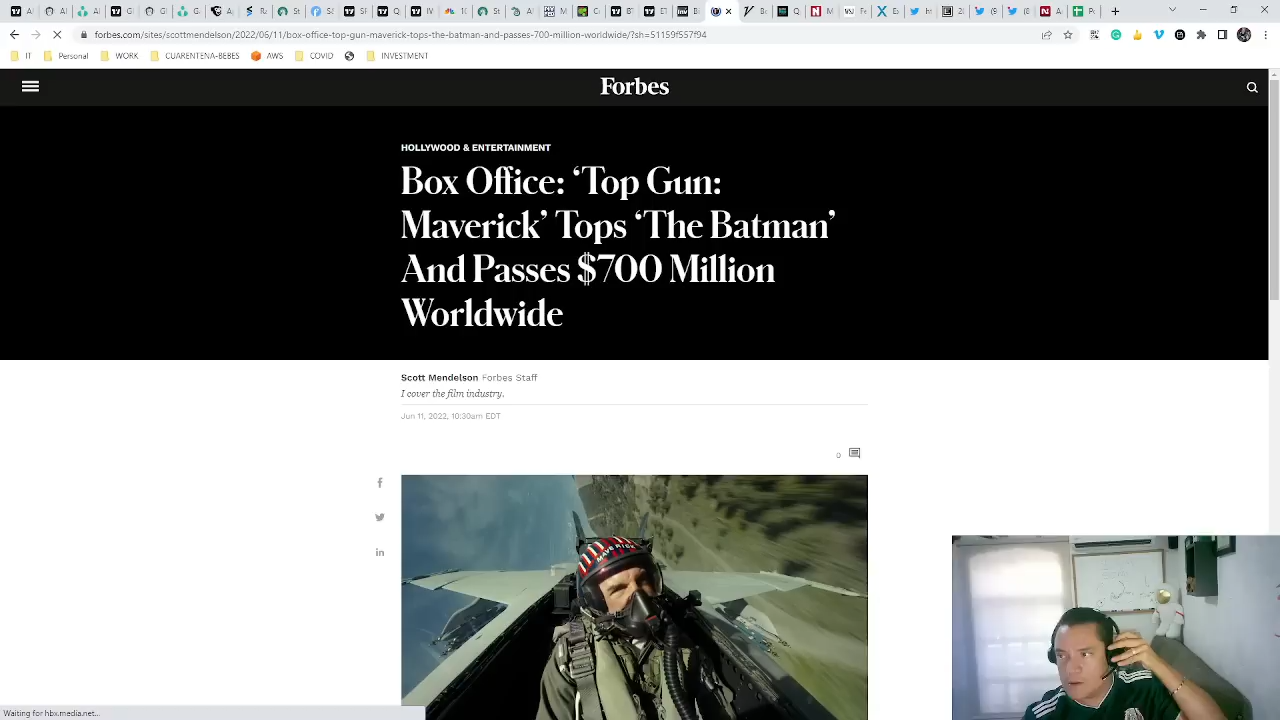 forbes.com/sites/scottmendelson/2022/06/11/box-office-top-gun-maverick-tops-the-batman-and-passes-700-million-worldwide/?sh=51159f557f94
IT Personal WORK CUARENTENA-BEBES AWS COVID INVESTMENT
Forbes
HOLLYWOOD & ENTERTAINMENT
Box Office: ‘Top Gun:
Maverick’ Tops ‘The Batman’
And Passes $700 Million
Worldwide
Scott Mendelson Forbes Staff
I cover the film industry.
Jun 11, 2022, 10:30am EDT
0
MAVERICK
Waiting for hbx.media.net...